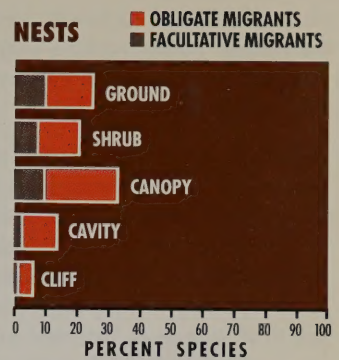 NESTS
OBLIGATE MIGRANTS
FACULTATIVE MIGRANTS
GROUND
SHRUB
CANOPY
CAVITY
CLIFF
0 10 20 30 40 50 60 70 80 90 100
PERCENT SPECIES